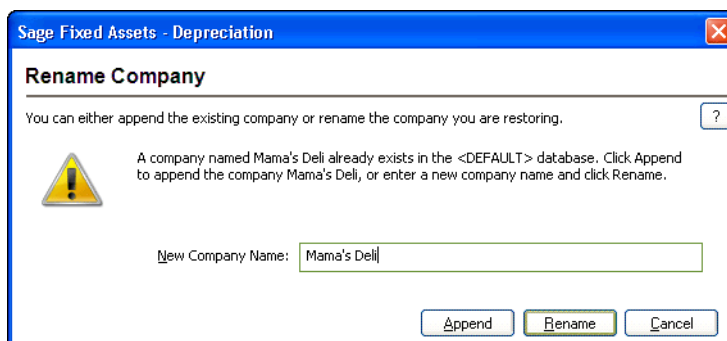 Sage Fixed Assets - Depreciation
Rename Company
You can either append the existing company or rename the company you are restoring.
?
A company named Mama's Deli already exists in the <DEFAULT> database. Click Append
to append the company Mama's Deli, or enter a new company name and click Rename.
New Company Name: Mama's Deli
Append Rename Cancel